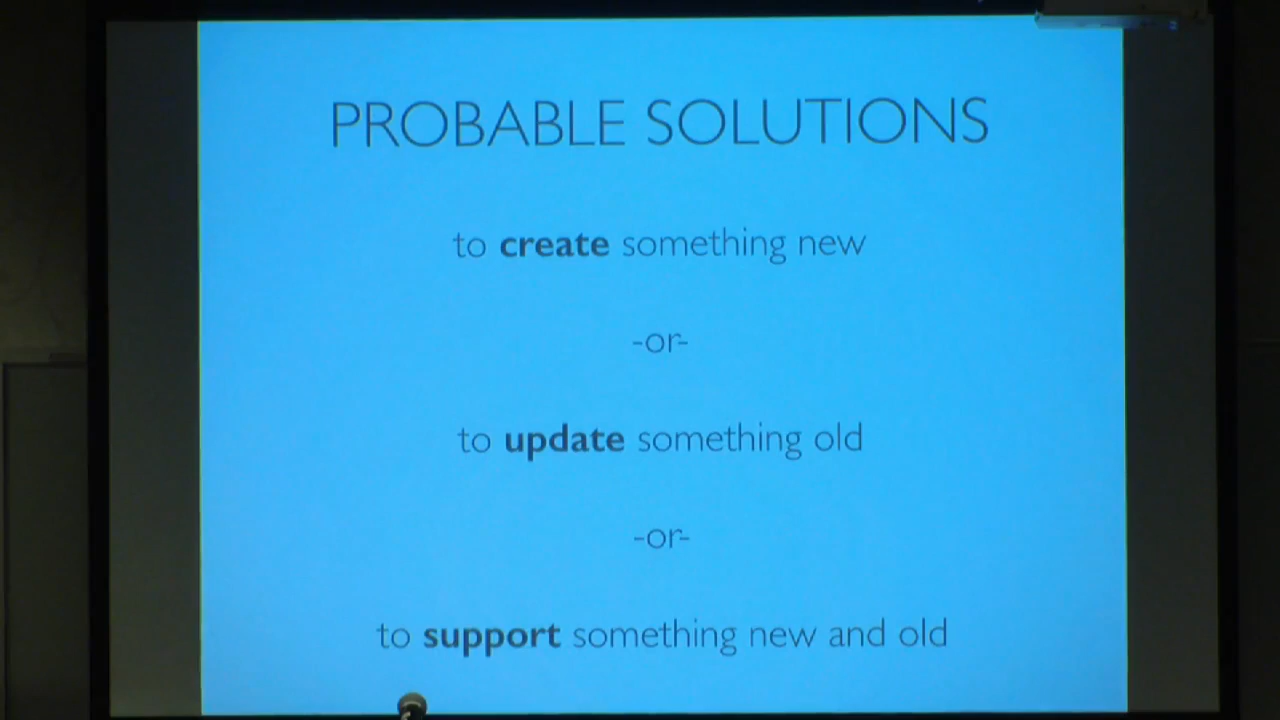 PROBABLE SOLUTIONS
to create something new
-or-
to update something old
-or-
to support something new and old